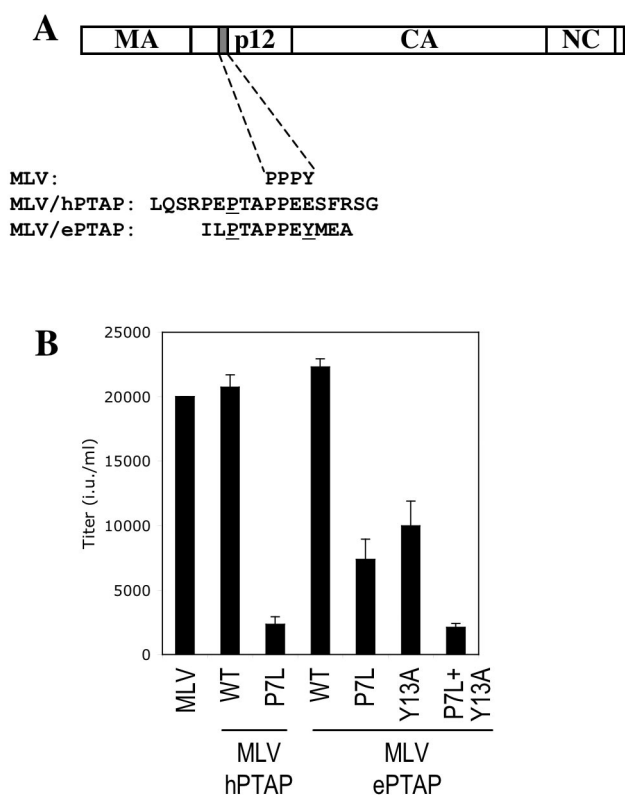 A
MA p12 CA NC
MLV: PPPY
MLV/hPTAP: LQSRPEPTAPPEESFRSG
MLV/ePTAP: ILPTAPPEYMEA
B
25000
20000
15000
10000
5000
0
Titer (i.u./ml)
MLV WT P7L WT P7L Y13A P7L+ Y13A
MLV MLV
hPTAP ePTAP